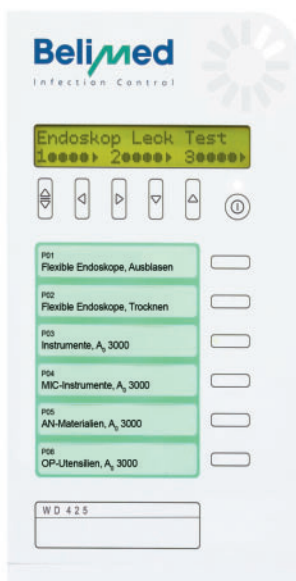 Belimed
Infection Control
Endoskop Leck Test
1●●●●▶ 2●●●●▶ 3●●●●▶
P01
Flexible Endoskope, Ausblasen
P02
Flexible Endoskope, Trocknen
P03
Instrumente, A₀ 3000
P04
MIC-Instrumente, A₀ 3000
P05
AN-Materialien, A₀ 3000
P06
OP-Utensilien, A₀ 3000
WD 425